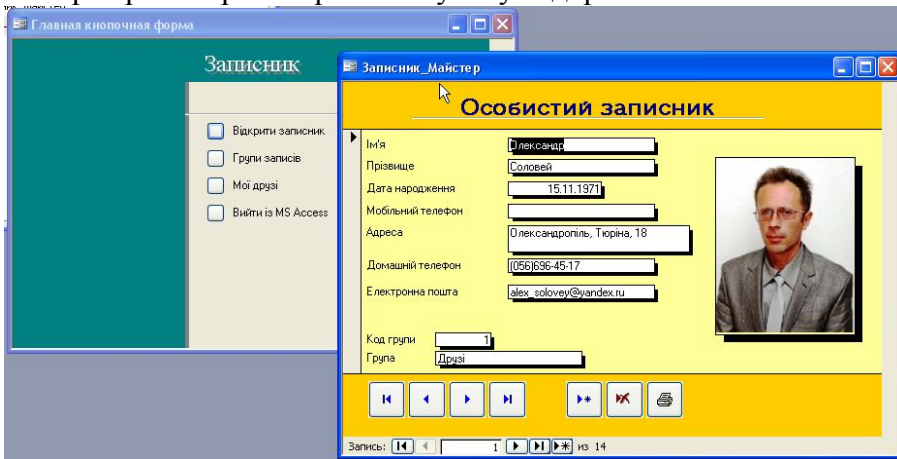 Главная кнопочная форма
Записник
Відкрити записник
Групи записів
Мої друзі
Вийти із MS Access
Записник_Майстер
Особистий записник
Ім'я Олександр
Прізвище Соловей
Дата народження 15.11.1971
Мобільний телефон
Адреса Олександропіль, Тюріна, 18
Домашній телефон (056)696-45-17
Електронна пошта alex_solovey@yandex.ru
Код групи 1
Група Друзі
Запись: 1 из 14